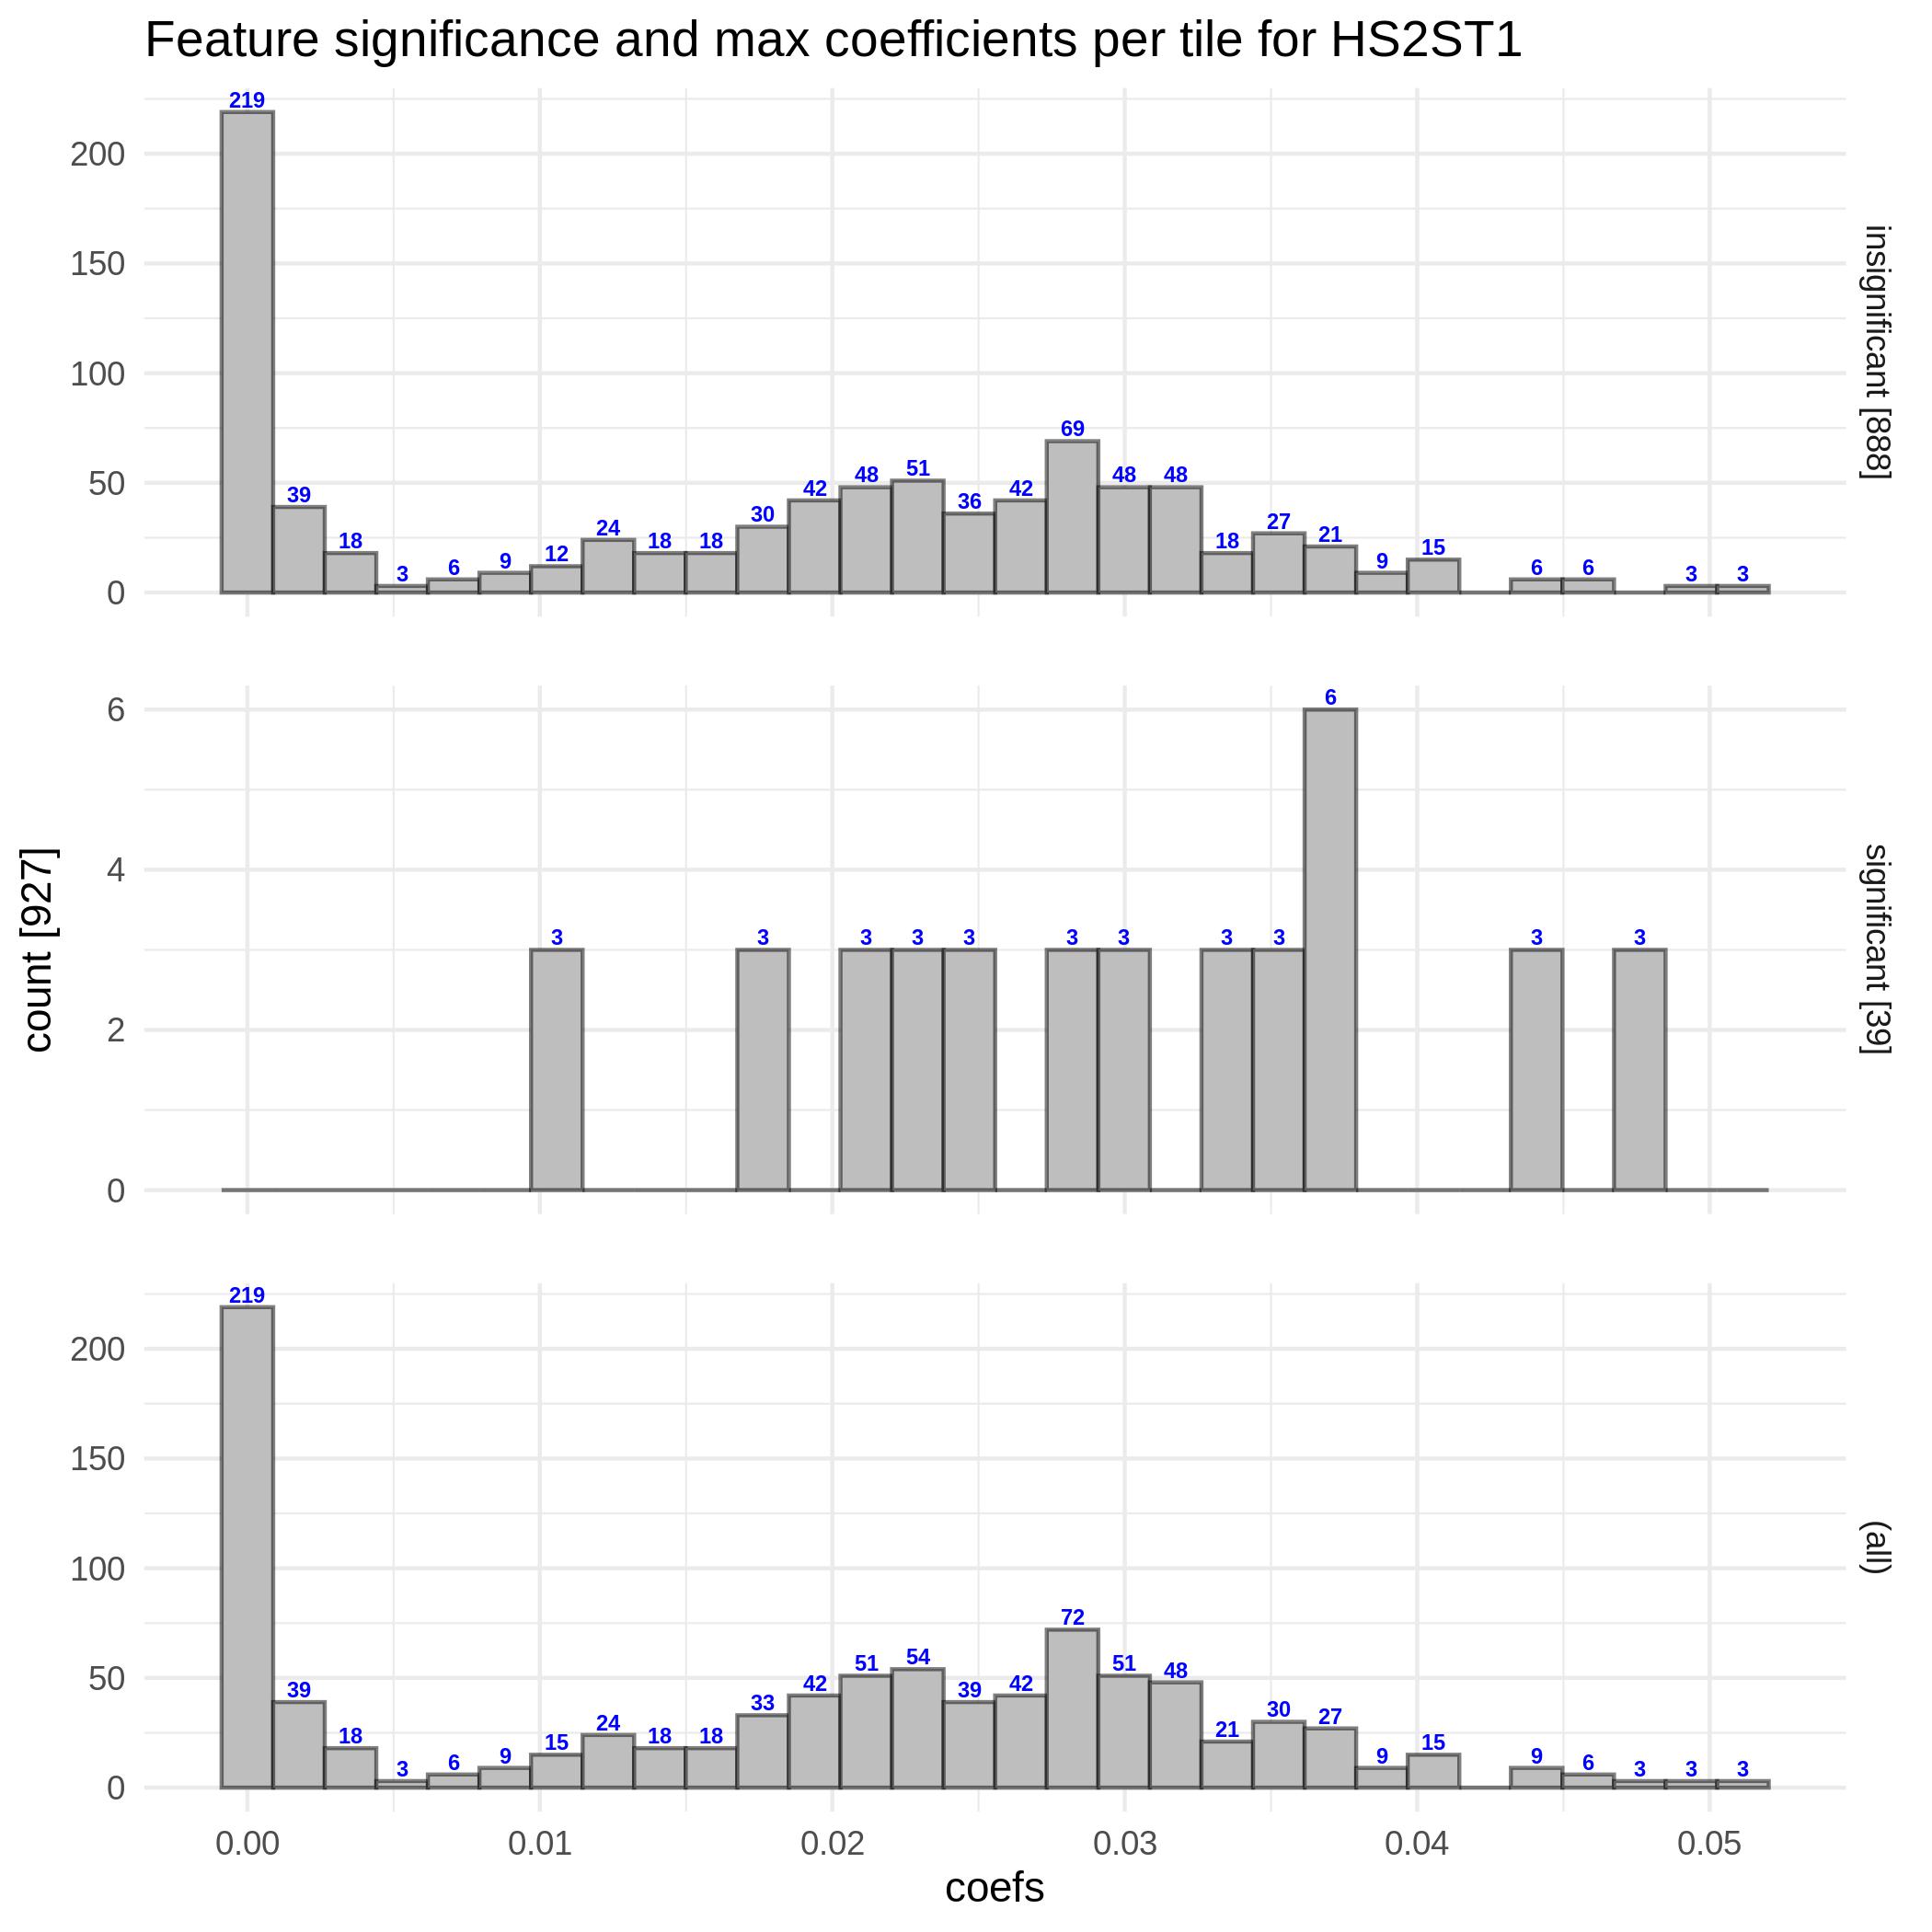 Feature significance and max coefficients per tile for HS2ST1
219
200
150
100
50
0
39 18 3 6 9 12 24 18 18 30 42 48 51 36 42 69 48 48 18 27 21 9 15 6 6 3 3
insignificant [888]
6
4
2
0
3 3 3 3 3 3 3 3 3 6 3 3
significant [39]
count [927]
219
200
150
100
50
0
39 18 3 6 9 15 24 18 18 33 42 51 54 39 42 72 51 48 21 30 27 9 15 9 6 3 3 3
(all)
0.00 0.01 0.02 0.03 0.04 0.05
coefs